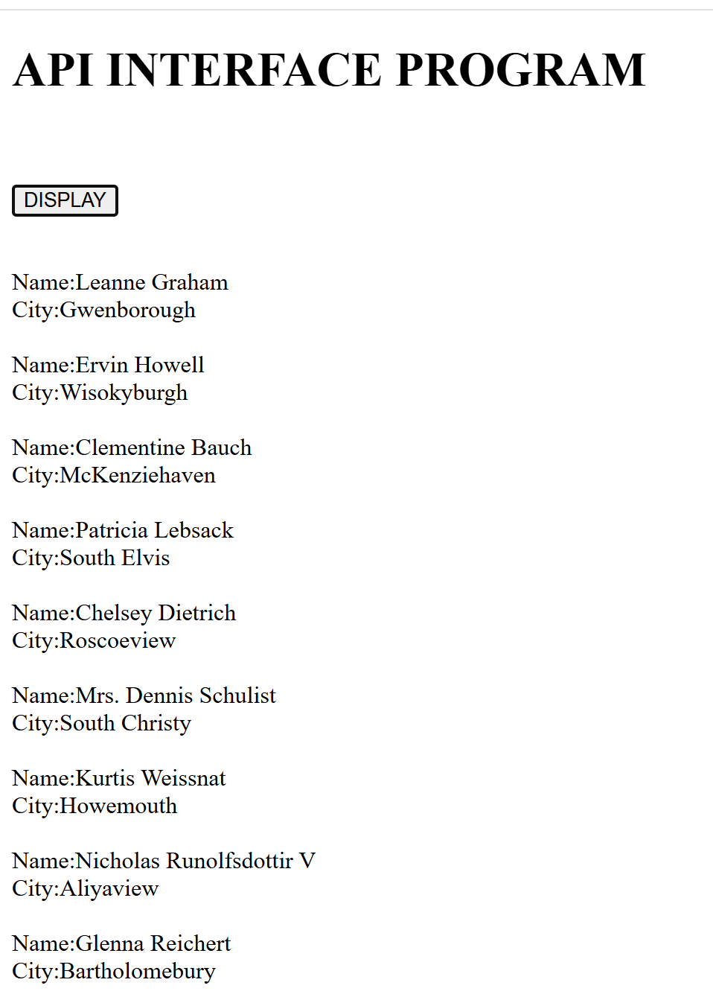 API INTERFACE PROGRAM
DISPLAY
Name:Leanne Graham
City:Gwenborough
Name:Ervin Howell
City:Wisokyburgh
Name:Clementine Bauch
City:McKenziehaven
Name:Patricia Lebsack
City:South Elvis
Name:Chelsey Dietrich
City:Roscoeview
Name:Mrs. Dennis Schulist
City:South Christy
Name:Kurtis Weissnat
City:Howemouth
Name:Nicholas Runolfsdottir V
City:Aliyaview
Name:Glenna Reichert
City:Bartholomebury